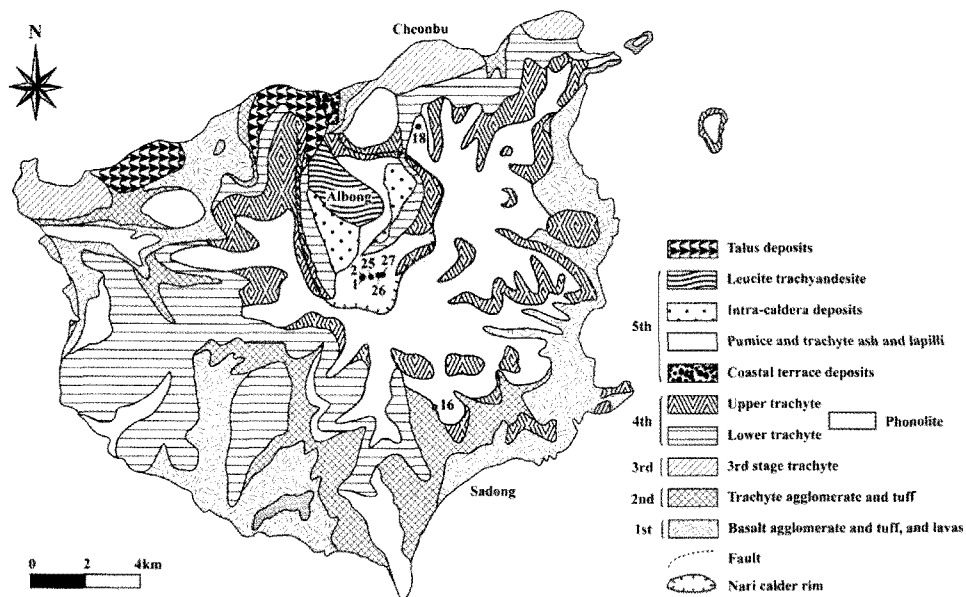 Cheonbu
N
18
Albong
2 25 27
1 26
16
Sadong
Talus deposits
Leucite trachyandesite
Intra-caldera deposits
5th
Pumice and trachyte ash and lapilli
Coastal terrace deposits
Upper trachyte
4th
Phonolite
Lower trachyte
3rd 3rd stage trachyte
2nd Trachyte agglomerate and tuff
1st Basalt agglomerate and tuff, and lavas
Fault
Nari calder rim
0 2 4km